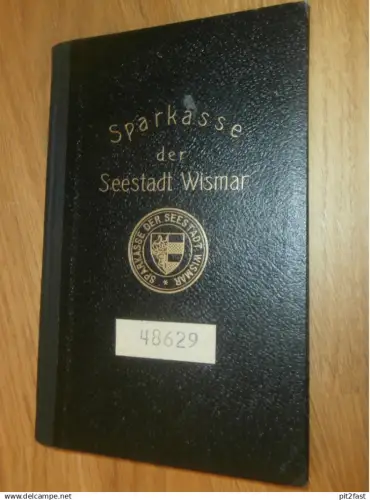 Sparkasse
der
Seestadt Wismar
SPARKASSE DER SEESTADT WISMAR
48629
www.delcampe.net
pit2fast